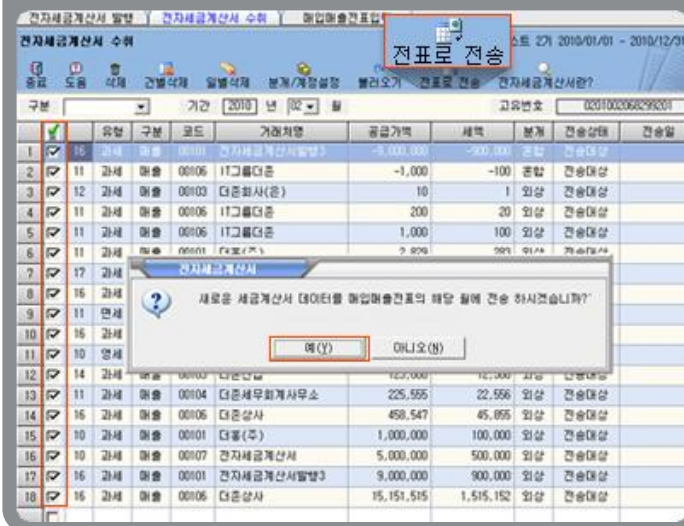 전자세금계산서 발행 전자세금계산서 수취 매입매출전표입
전자세금계산서 수취 2기 2010/01/01 - 2010/12/31
전표로 전송
종료 도움 삭제 건별삭제 일별삭제 분개/계정설정 불러오기 전표로 전송 전자세금계산서란?
구분 기간 2010 년 02 월 고유번호 0201002068299201
유형 구분 코드 거래처명 공급가액 세액 분개 전송상태 전송일
1 16 과세 매출 00101 전자세금계산서발행3 -9,000,000 -900,000 혼합 전송대상
2 11 과세 매출 00106 IT그룹더존 -1,000 -100 혼합 전송대상
3 12 과세 매출 00103 더존회사(은) 10 1 외상 전송대상
4 11 과세 매출 00106 IT그룹더존 200 20 외상 전송대상
5 11 과세 매출 00106 IT그룹더존 1,000 100 외상 전송대상
6 11 과세 매출 00101 2,829 283 외상 전송대상
7 17 과세
전자세금계산서
8 16 과세
새로운 세금계산서 데이터를 매입매출전표의 해당 월에 전송 하시겠습니까?'
9 11 면세
10 16 과세
예(Y) 아니오(N)
11 10 영세
12 14 과세 매출
13 11 과세 매출 00104 더존세무회계사무소 225,555 22,556 외상 전송대상
14 16 과세 매출 00106 더존상사 458,547 45,855 외상 전송대상
15 10 과세 매출 00101 더홍(주) 1,000,000 100,000 외상 전송대상
16 10 과세 매출 00107 전자세금계산서 5,000,000 500,000 외상 전송대상
17 16 과세 매출 00101 전자세금계산서발행3 9,000,000 900,000 외상 전송대상
18 16 과세 매출 00106 더존상사 15,151,515 1,515,152 외상 전송대상